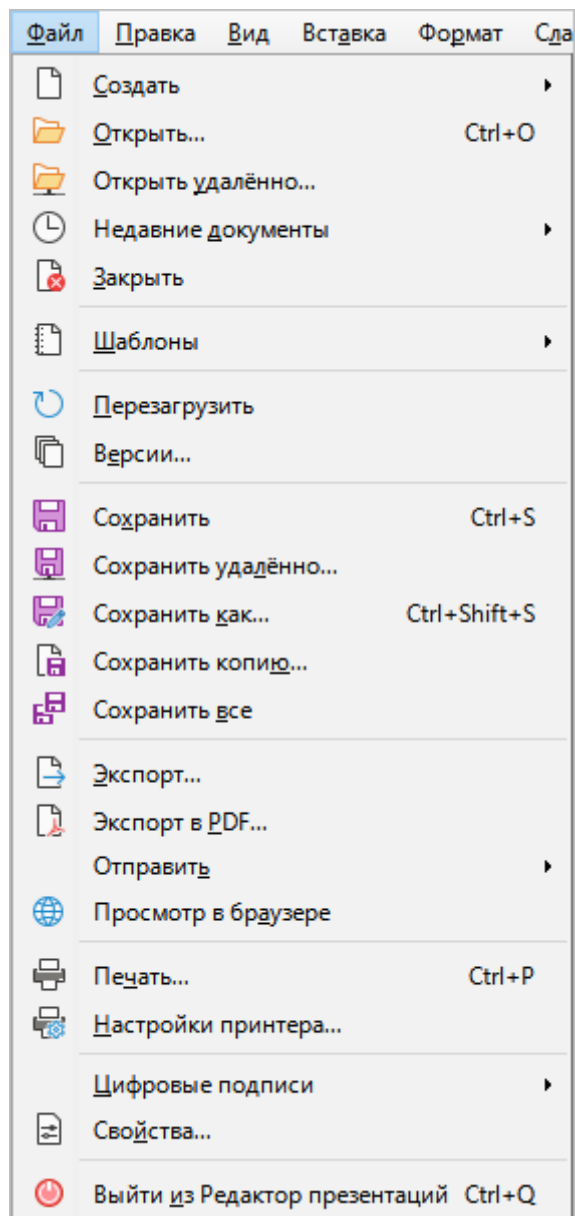 Файл Правка Вид Вставка Формат Сла
Создать
Открыть... Ctrl+O
Открыть удалённо...
Недавние документы
Закрыть
Шаблоны
Перезагрузить
Версии...
Сохранить Ctrl+S
Сохранить удалённо...
Сохранить как... Ctrl+Shift+S
Сохранить копию...
Сохранить все
Экспорт...
Экспорт в PDF...
Отправить
Просмотр в браузере
Печать... Ctrl+P
Настройки принтера...
Цифровые подписи
Свойства...
Выйти из Редактор презентаций Ctrl+Q